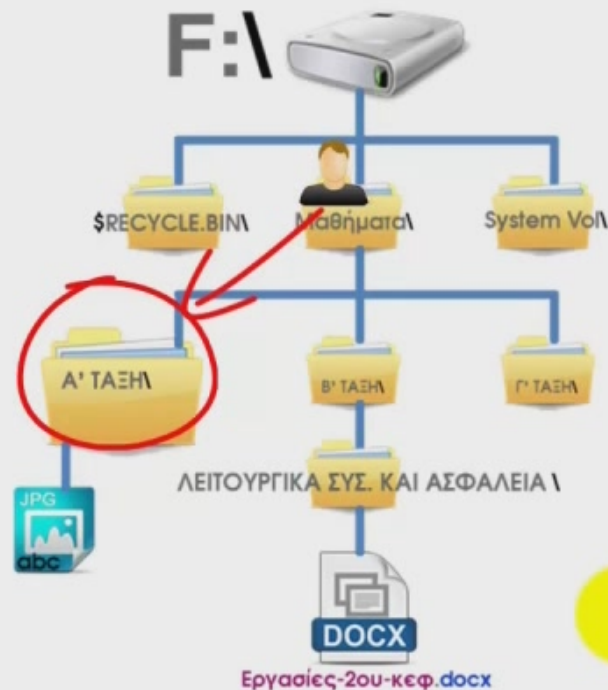 F:\
$RECYCLE.BIN\
Μαθήματα\
System Vol\
Α' ΤΑΞΗ\
Β' ΤΑΞΗ\
Γ' ΤΑΞΗ\
ΛΕΙΤΟΥΡΓΙΚΑ ΣΥΣ. ΚΑΙ ΑΣΦΑΛΕΙΑ \
JPG
abc
DOCX
Εργασίες-2ου-κεφ.docx